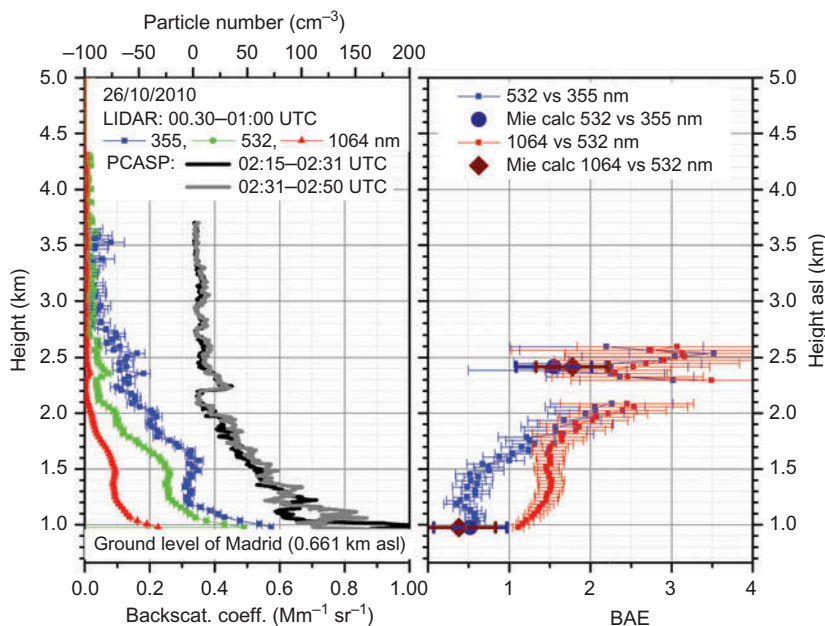 Particle number (cm⁻³)
−100 −50 0 50 100 150 200
5.0
4.5
4.0
3.5
3.0
2.5
2.0
1.5
1.0
Height (km)
26/10/2010
LIDAR: 00.30–01:00 UTC
355, 532, 1064 nm
PCASP: 02:15–02:31 UTC
02:31–02:50 UTC
Ground level of Madrid (0.661 km asl)
0.0 0.2 0.4 0.6 0.8 1.00
Backscat. coeff. (Mm⁻¹ sr⁻¹)
532 vs 355 nm
Mie calc 532 vs 355 nm
1064 vs 532 nm
Mie calc 1064 vs 532 nm
5.0
4.5
4.0
3.5
3.0
2.5
2.0
1.5
1.0
Height asl (km)
1 2 3 4
BAE